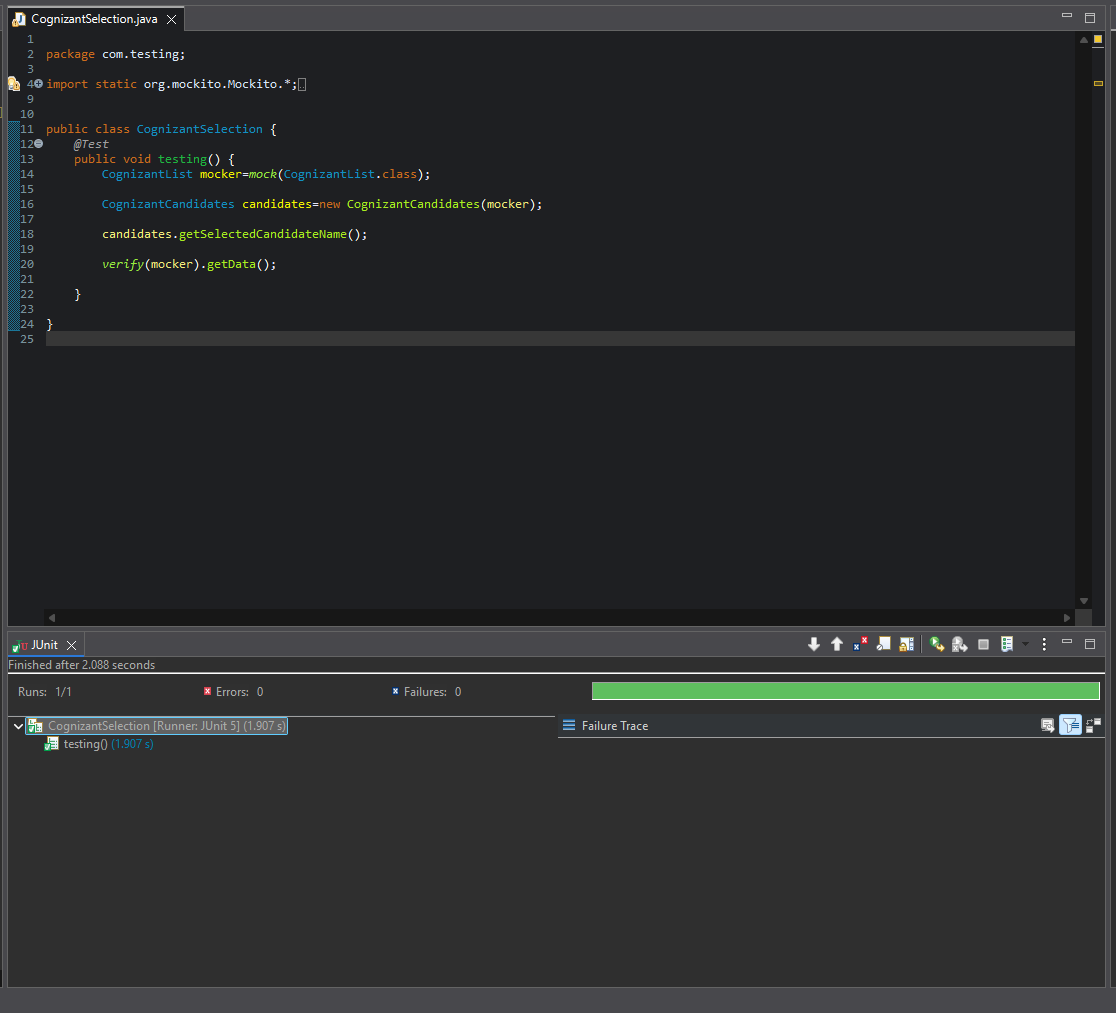 CognizantSelection.java
1
2 package com.testing;
3
4 import static org.mockito.Mockito.*;
9
10
11 public class CognizantSelection {
12 @Test
13 public void testing() {
14 CognizantList mocker=mock(CognizantList.class);
15
16 CognizantCandidates candidates=new CognizantCandidates(mocker);
17
18 candidates.getSelectedCandidateName();
19
20 verify(mocker).getData();
21
22 }
23
24 }
25
JUnit
Finished after 2.088 seconds
Runs: 1/1 Errors: 0 Failures: 0
CognizantSelection [Runner: JUnit 5] (1.907 s) Failure Trace
testing() (1.907 s)